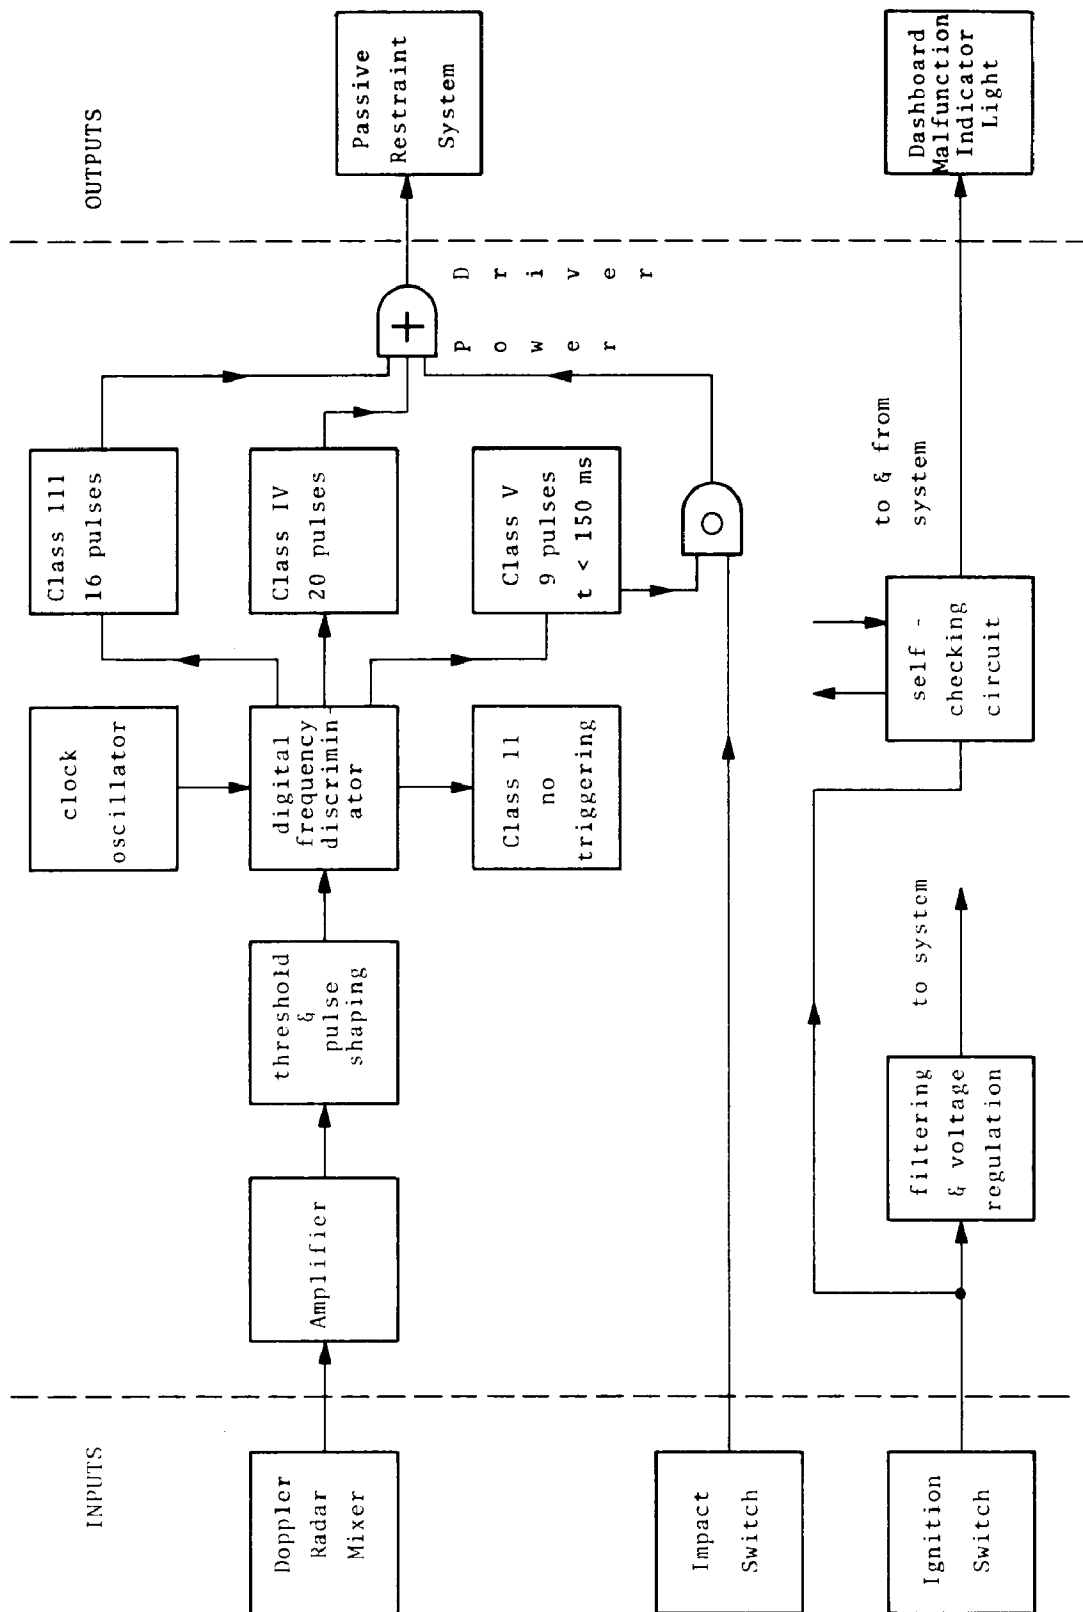 INPUTS
OUTPUTS
Doppler
Radar
Mixer
Amplifier
threshold
&
pulse
shaping
clock
oscillator
digital
frequency
discrimin
ator
Class 11
no
triggering
Class 111
16 pulses
Class IV
20 pulses
Class V
9 pulses
t < 150 ms
+
Power
Driver
Passive
Restraint
System
Impact
Switch
Ignition
Switch
filtering
& voltage
regulation
to system
self -
checking
circuit
to & from
system
Dashboard
Malfunction
Indicator
Light